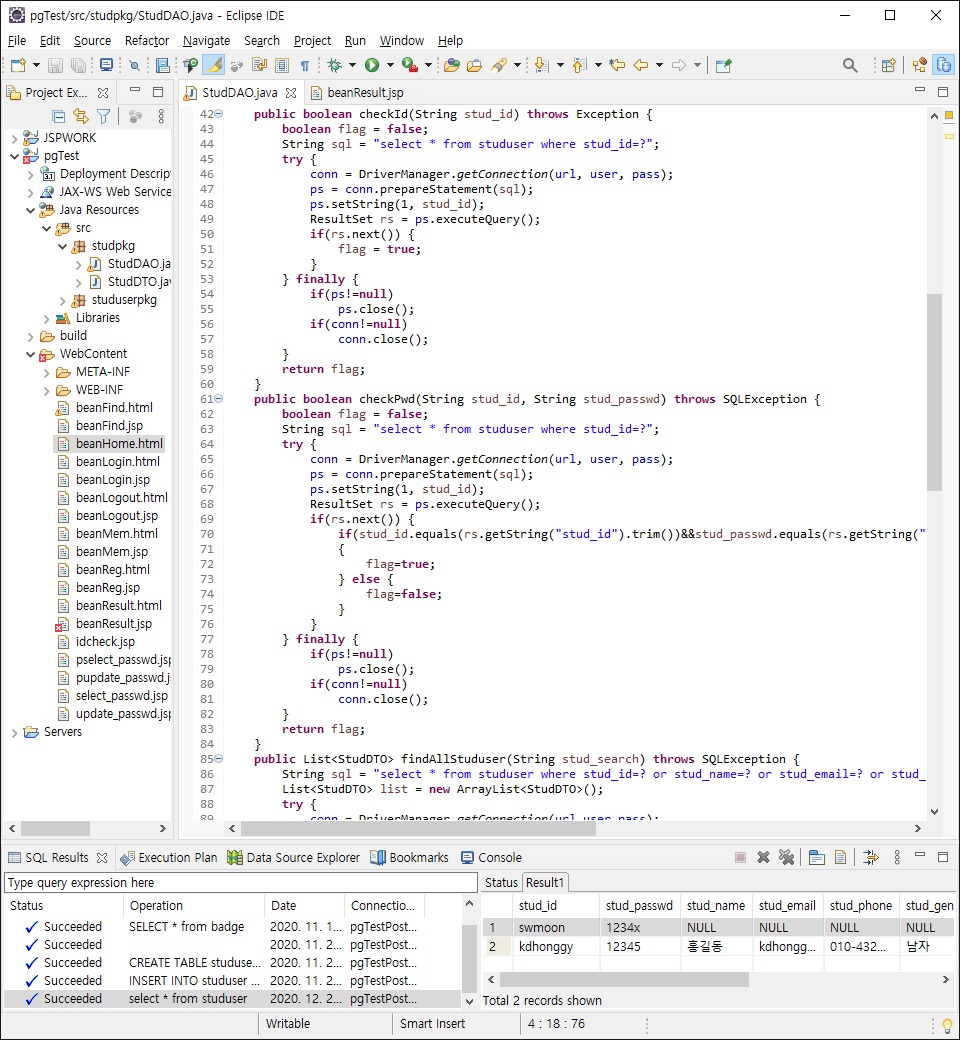 pgTest/src/studpkg/StudDAO.java - Eclipse IDE
File Edit Source Refactor Navigate Search Project Run Window Help
Project Ex...
StudDAO.java
beanResult.jsp
JSPWORK
pgTest
Deployment Descrip
JAX-WS Web Service
Java Resources
src
studpkg
StudDAO.ja
StudDTO.jav
studuserpkg
Libraries
build
WebContent
META-INF
WEB-INF
beanFind.html
beanFind.jsp
beanHome.html
beanLogin.html
beanLogin.jsp
beanLogout.html
beanLogout.jsp
beanMem.html
beanMem.jsp
beanReg.html
beanReg.jsp
beanResult.html
beanResult.jsp
idcheck.jsp
pselect_passwd.jsp
pupdate_passwd.j
select_passwd.jsp
update_passwd.jsp
Servers
42 public boolean checkId(String stud_id) throws Exception {
43 boolean flag = false;
44 String sql = "select * from studuser where stud_id=?";
45 try {
46 conn = DriverManager.getConnection(url, user, pass);
47 ps = conn.prepareStatement(sql);
48 ps.setString(1, stud_id);
49 ResultSet rs = ps.executeQuery();
50 if(rs.next()) {
51 flag = true;
52 }
53 } finally {
54 if(ps!=null)
55 ps.close();
56 if(conn!=null)
57 conn.close();
58 }
59 return flag;
60 }
61 public boolean checkPwd(String stud_id, String stud_passwd) throws SQLException {
62 boolean flag = false;
63 String sql = "select * from studuser where stud_id=?";
64 try {
65 conn = DriverManager.getConnection(url, user, pass);
66 ps = conn.prepareStatement(sql);
67 ps.setString(1, stud_id);
68 ResultSet rs = ps.executeQuery();
69 if(rs.next()) {
70 if(stud_id.equals(rs.getString("stud_id").trim())&&stud_passwd.equals(rs.getString("
71 {
72 flag=true;
73 } else {
74 flag=false;
75 }
76 }
77 } finally {
78 if(ps!=null)
79 ps.close();
80 if(conn!=null)
81 conn.close();
82 }
83 return flag;
84 }
85 public List<StudDTO> findAllStuduser(String stud_search) throws SQLException {
86 String sql = "select * from studuser where stud_id=? or stud_name=? or stud_email=? or stud_
87 List<StudDTO> list = new ArrayList<StudDTO>();
88 try {
89 conn = DriverManager.getConnection(url,user,pass);
SQL Results Execution Plan Data Source Explorer Bookmarks Console
Type query expression here
Status Operation Date Connectio...
Succeeded SELECT * from badge 2020. 11. 1... pgTestPost...
Succeeded 2020. 11. 2... pgTestPost...
Succeeded CREATE TABLE studuse... 2020. 11. 2... pgTestPost...
Succeeded INSERT INTO studuser ... 2020. 11. 2... pgTestPost...
Succeeded select * from studuser 2020. 12. 2... pgTestPost...
Status Result1
stud_id stud_passwd stud_name stud_email stud_phone stud_gen
1 swmoon 1234x NULL NULL NULL NULL
2 kdhonggy 12345 홍길동 kdhongg... 010-432... 남자
Total 2 records shown
Writable Smart Insert 4 : 18 : 76